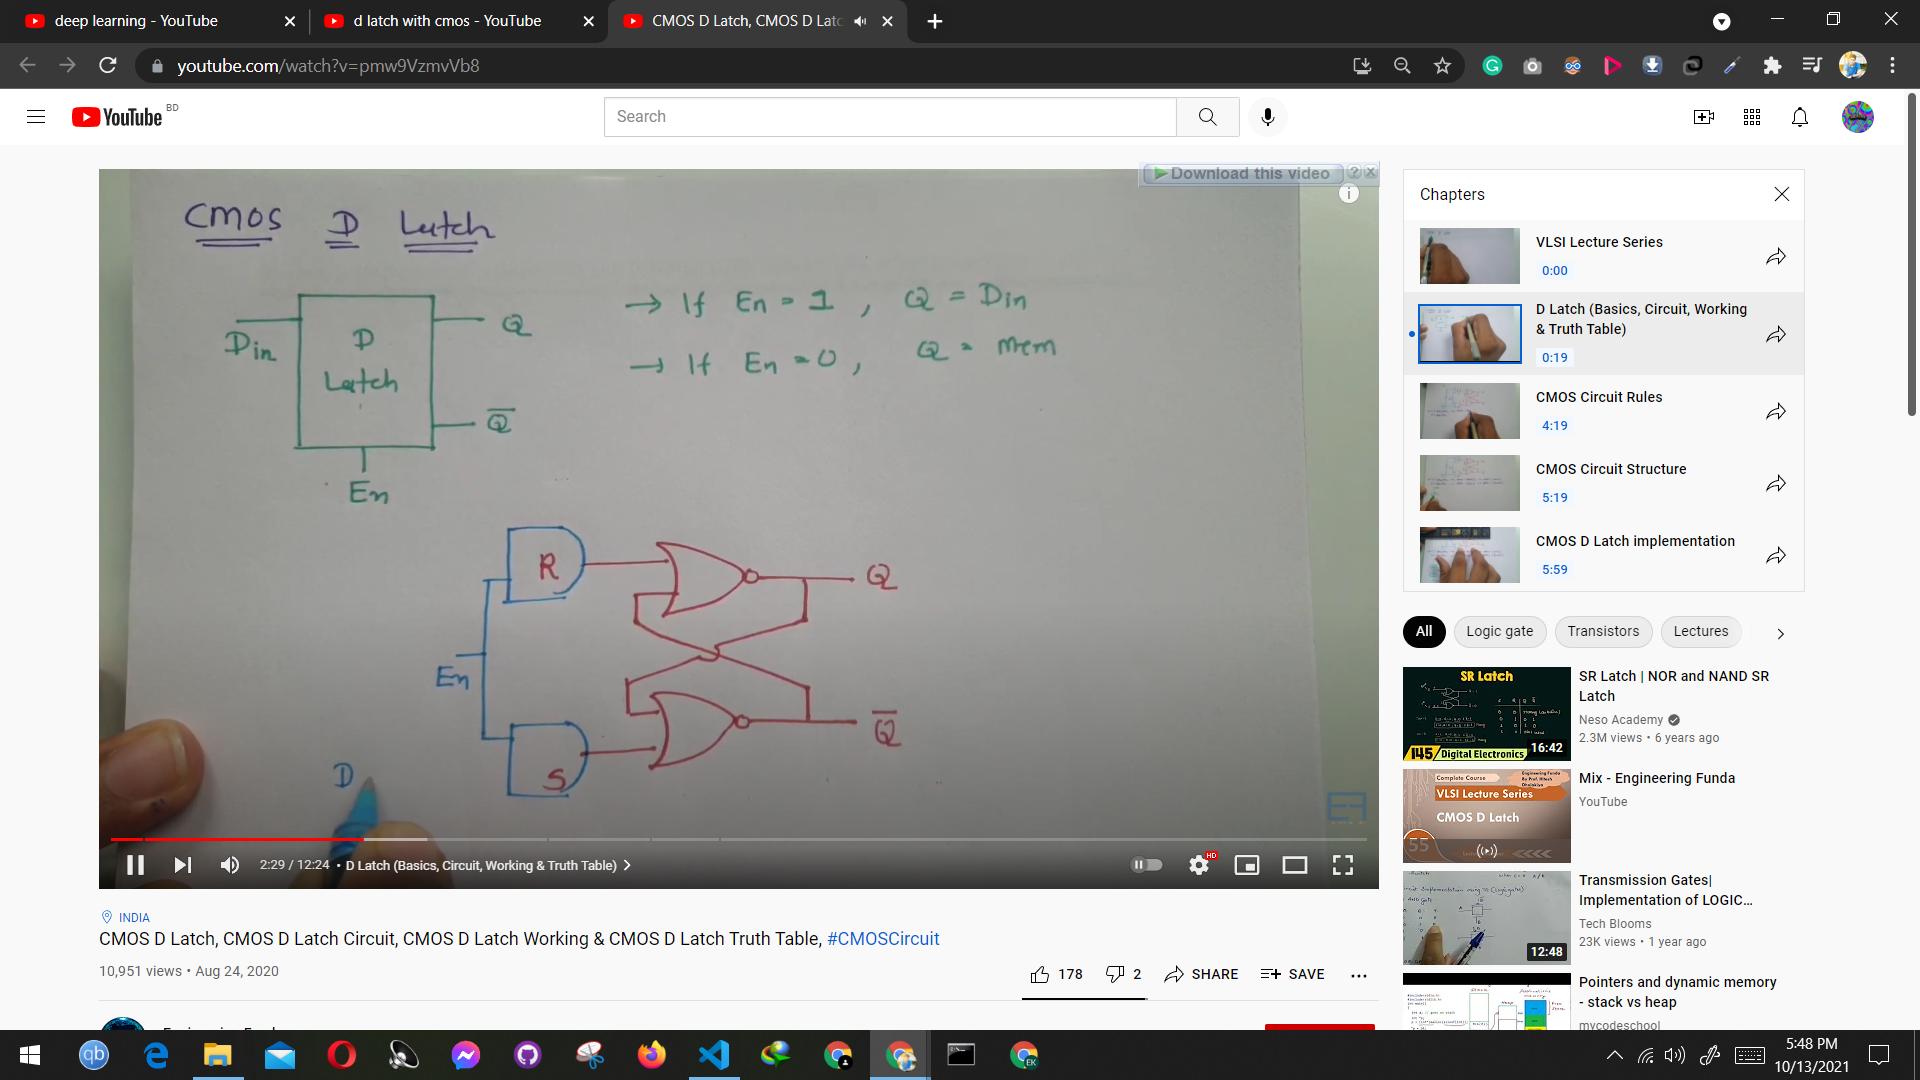 deep learning - YouTube
d latch with cmos - YouTube
CMOS D Latch, CMOS D Latc
youtube.com/watch?v=pmw9VzmvVb8
YouTube BD
Search
Download this video
CMOS D Latch
Din
D
Latch
Q
Q̅
En
→ If En = 1 , Q = Din
→ If En = 0 , Q = mem
R
Q
En
S
Q̅
D
2:29 / 12:24 • D Latch (Basics, Circuit, Working & Truth Table)
HD
INDIA
CMOS D Latch, CMOS D Latch Circuit, CMOS D Latch Working & CMOS D Latch Truth Table, #CMOSCircuit
10,951 views • Aug 24, 2020
178
2
SHARE
SAVE
Chapters
VLSI Lecture Series
0:00
D Latch (Basics, Circuit, Working
& Truth Table)
0:19
CMOS Circuit Rules
4:19
CMOS Circuit Structure
5:19
CMOS D Latch implementation
5:59
All
Logic gate
Transistors
Lectures
SR Latch
145 Digital Electronics
16:42
SR Latch | NOR and NAND SR
Latch
Neso Academy
2.3M views • 6 years ago
Complete Course
VLSI Lecture Series
CMOS D Latch
55
Mix - Engineering Funda
YouTube
12:48
Transmission Gates|
Implementation of LOGIC...
Tech Blooms
23K views • 1 year ago
Pointers and dynamic memory
- stack vs heap
mycodeschool
qb
EK
5:48 PM
10/13/2021